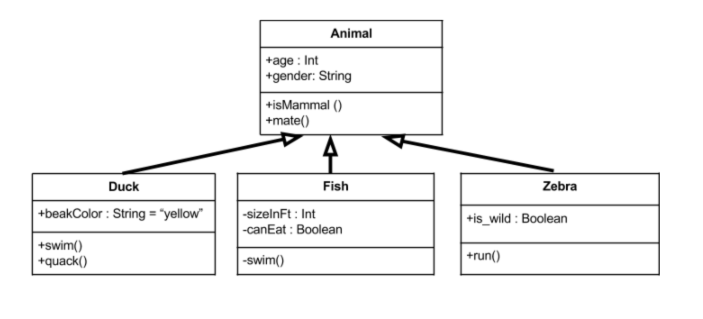 Animal
+age : Int
+gender: String
+isMammal ()
+mate()
Duck
+beakColor : String = “yellow”
+swim()
+quack()
Fish
-sizeInFt : Int
-canEat : Boolean
-swim()
Zebra
+is_wild : Boolean
+run()